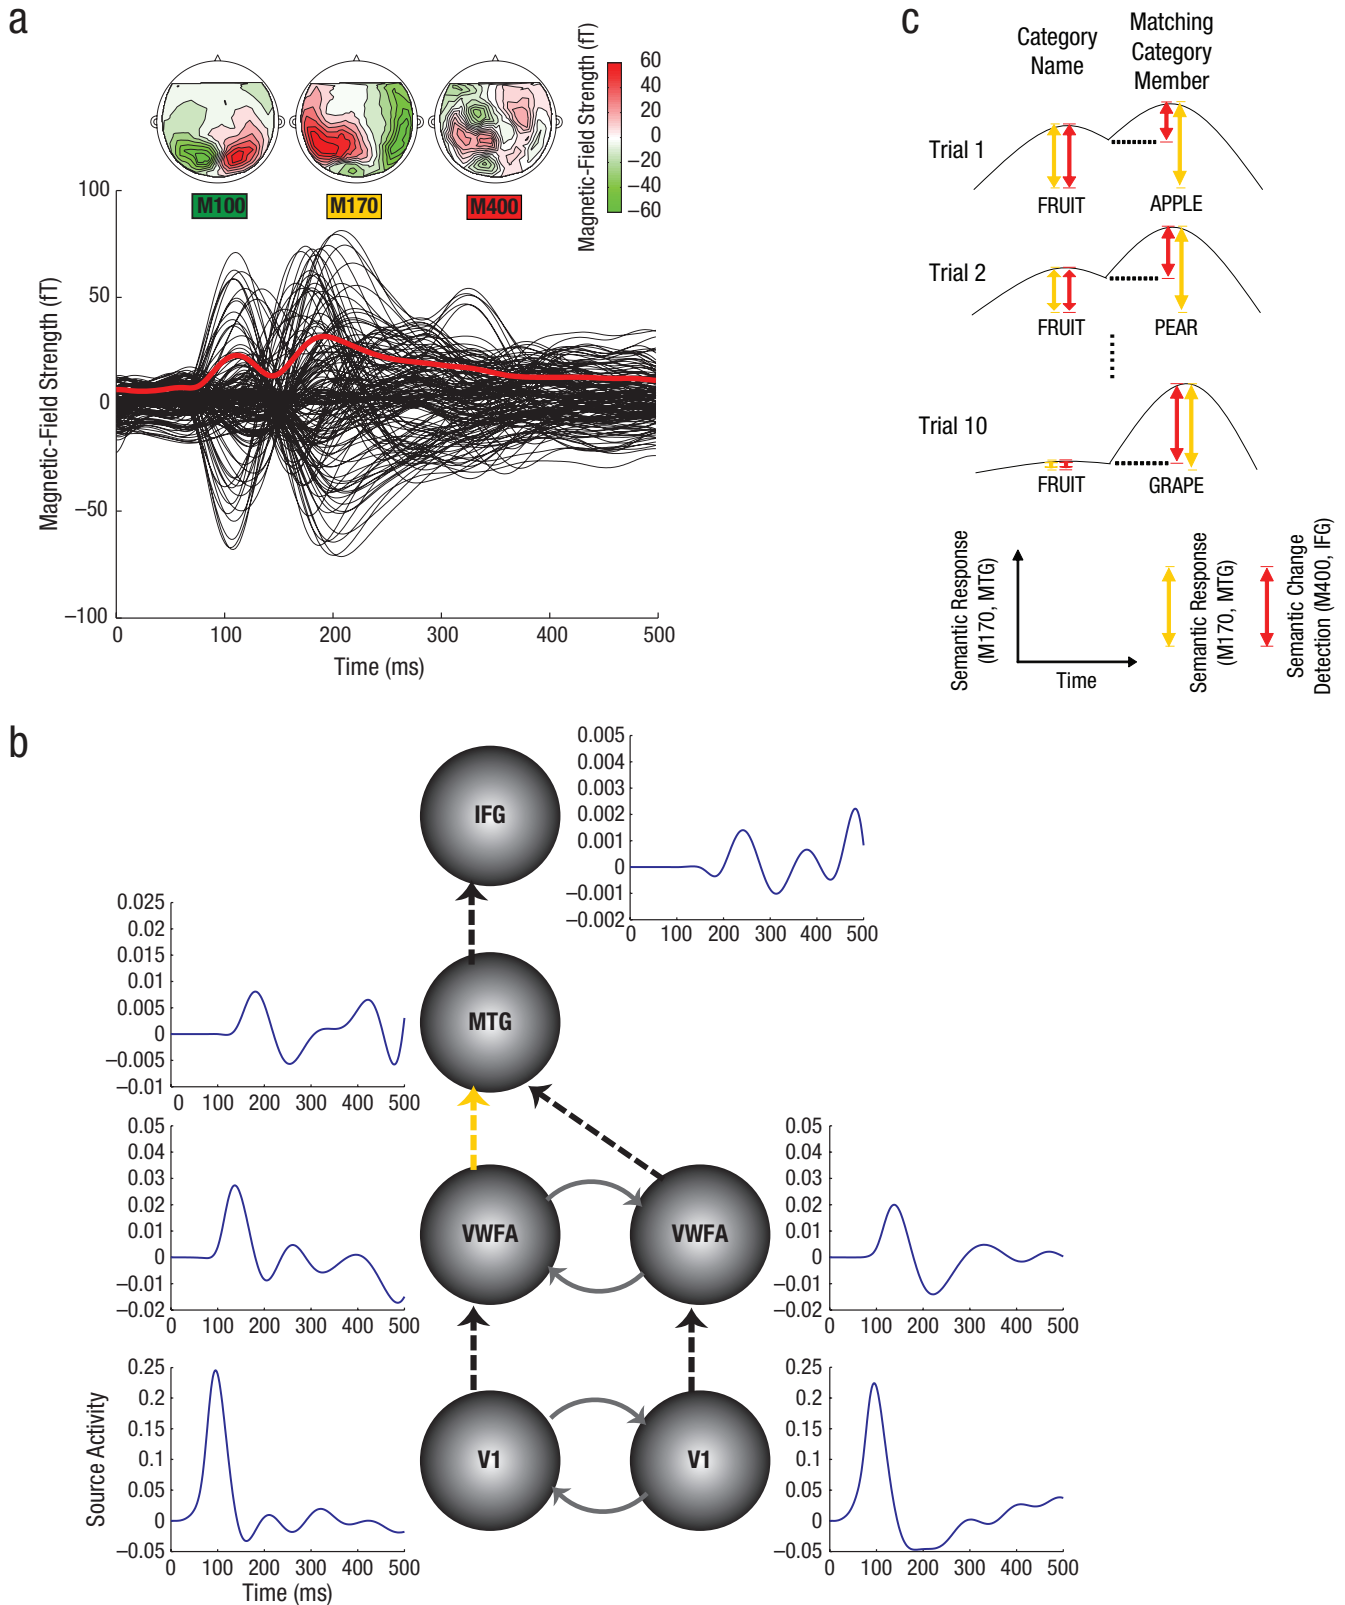 a
Magnetic-Field Strength (fT)
60
40
20
0
−20
−40
−60
M100
M170
M400
Magnetic-Field Strength (fT)
100
50
0
−50
−100
0 100 200 300 400 500
Time (ms)
c
Category
Name
Matching
Category
Member
Trial 1
FRUIT
APPLE
Trial 2
FRUIT
PEAR
Trial 10
FRUIT
GRAPE
Semantic Response
(M170, MTG)
Time
Semantic Response
(M170, MTG)
Semantic Change
Detection (M400, IFG)
b
IFG
0.005
0.004
0.003
0.002
0.001
0
−0.001
−0.002
0 100 200 300 400 500
0.025
0.02
0.015
0.01
0.005
0
−0.005
−0.01
0 100 200 300 400 500
MTG
0.05
0.04
0.03
0.02
0.01
0
−0.01
−0.02
0 100 200 300 400 500
VWFA
VWFA
0.05
0.04
0.03
0.02
0.01
0
−0.01
−0.02
0 100 200 300 400 500
Source Activity
0.25
0.2
0.15
0.1
0.05
0
−0.05
0 100 200 300 400 500
Time (ms)
V1
V1
0.25
0.2
0.15
0.1
0.05
0
−0.05
0 100 200 300 400 500